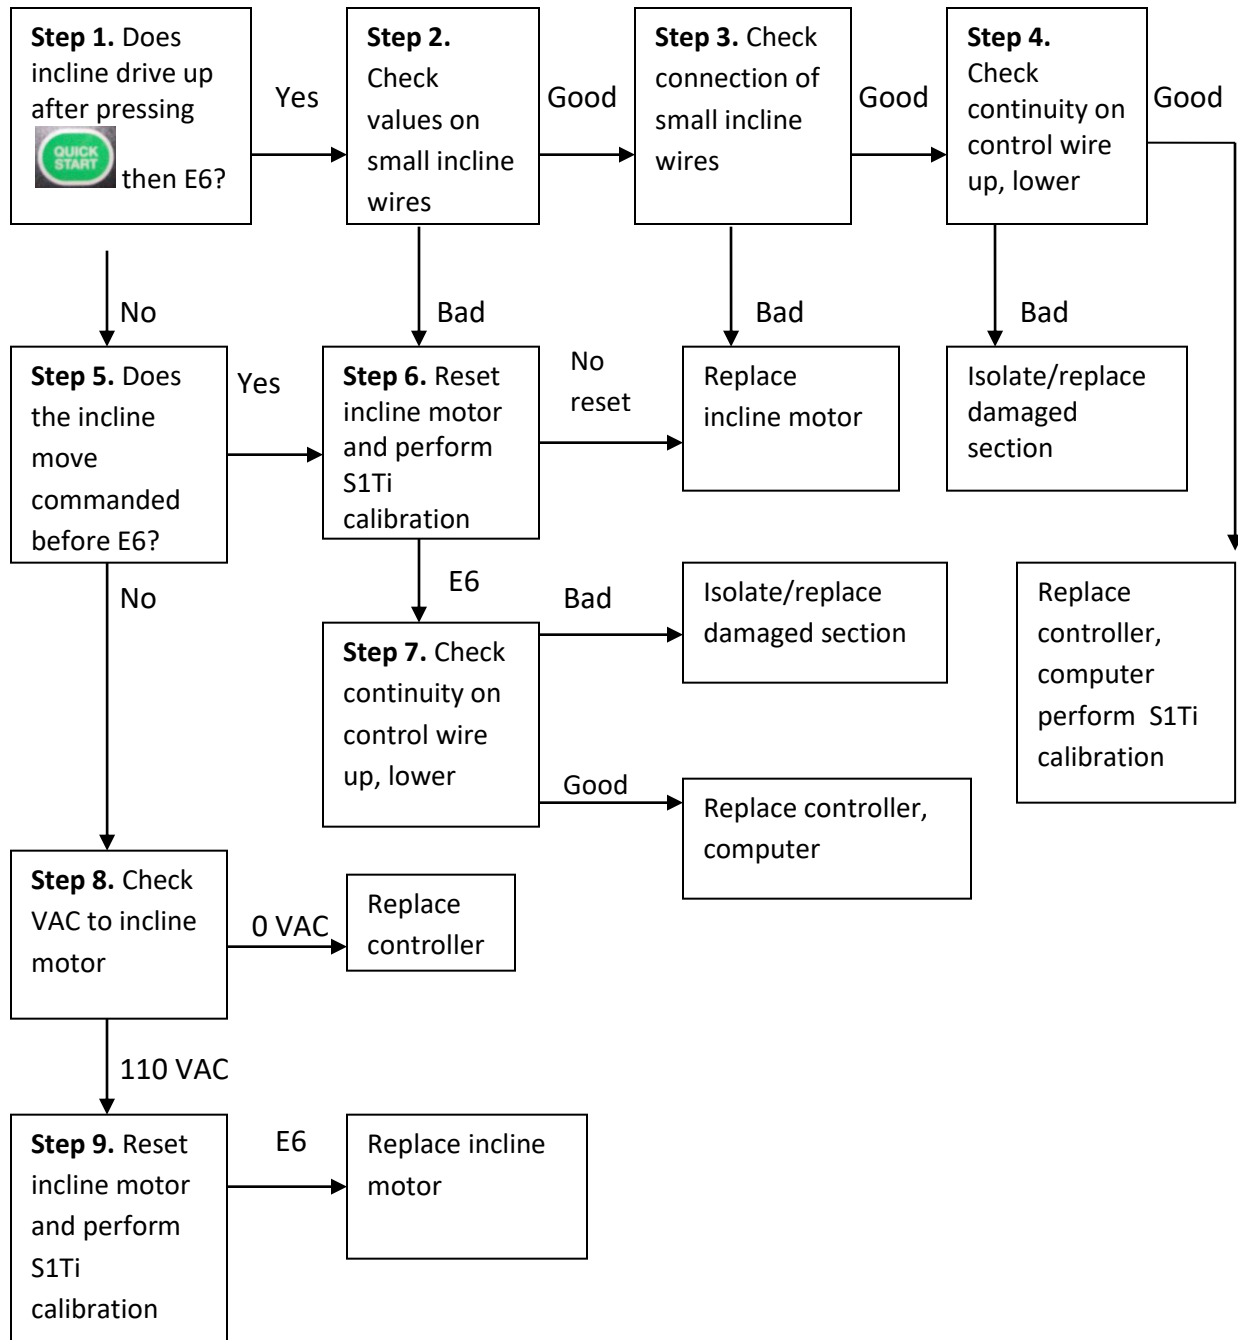 Step 1. Does
incline drive up
after pressing
QUICK
START
then E6?
Yes
Step 2.
Check
values on
small incline
wires
Good
Step 3. Check
connection of
small incline
wires
Good
Step 4.
Check
continuity on
control wire
up, lower
Good
No
Bad
Bad
Bad
Step 5. Does
the incline
move
commanded
before E6?
Yes
Step 6. Reset
incline motor
and perform
S1Ti
calibration
No
reset
Replace
incline motor
Isolate/replace
damaged
section
No
E6
Bad
Isolate/replace
damaged section
Replace
controller,
computer
perform S1Ti
calibration
Step 7. Check
continuity on
control wire
up, lower
Good
Replace controller,
computer
Step 8. Check
VAC to incline
motor
0 VAC
Replace
controller
110 VAC
Step 9. Reset
incline motor
and perform
S1Ti
calibration
E6
Replace incline
motor